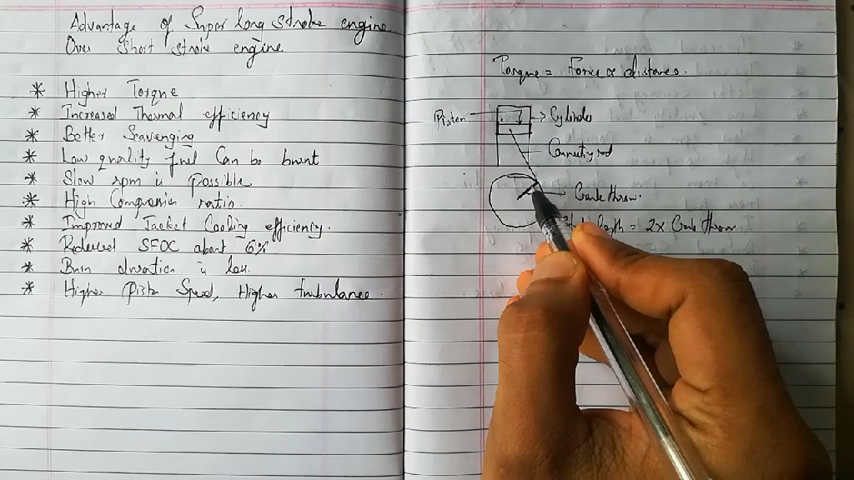 Advantage of Super long stroke engine
Over Short stroke engine
* Higher Torque
* Increased Thermal efficiency
* Better Scavenging
* Low quality fuel Can be burnt
* Slow rpm is possible
* High Compression ratio
* Improved Jacket Cooling efficiency.
* Reduced SFOC about 6%
* Burn duration is low.
* Higher Piston Speed, Higher turbulance
Torque = Force x distance.
Piston
Cylinder
Connecting rod
Crank throw.
length = 2x Crank throw